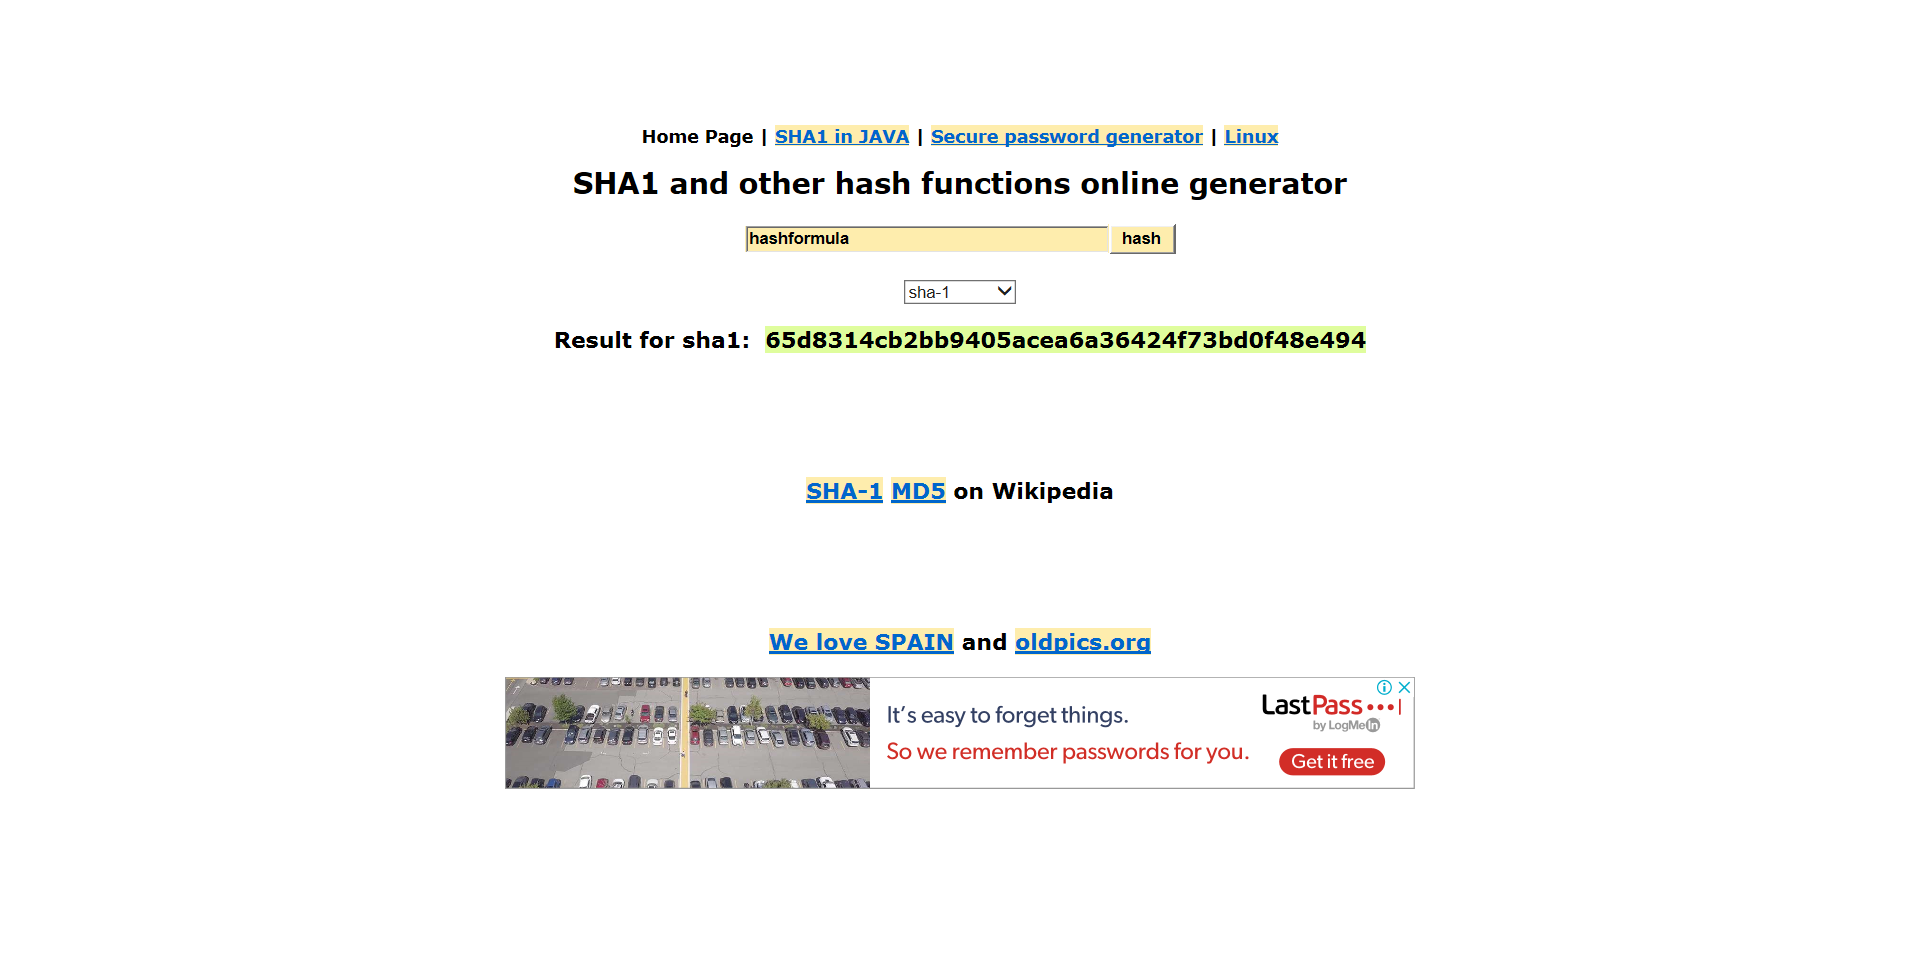 Home Page | SHA1 in JAVA | Secure password generator | Linux
SHA1 and other hash functions online generator
hashformula hash
sha-1
Result for sha1: 65d8314cb2bb9405acea6a36424f73bd0f48e494
SHA-1 MD5 on Wikipedia
We love SPAIN and oldpics.org
It's easy to forget things.
So we remember passwords for you.
LastPass
by LogMeIn
Get it free